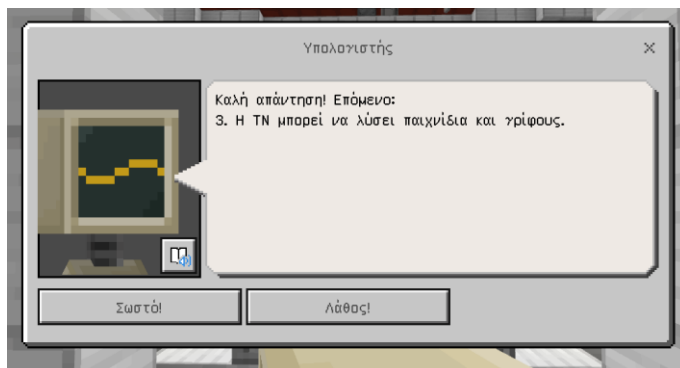 Υπολογιστής
Καλή απάντηση! Επόμενο:
3. Η ΤΝ μπορεί να λύσει παιχνίδια και γρίφους.
Σωστό!
Λάθος!